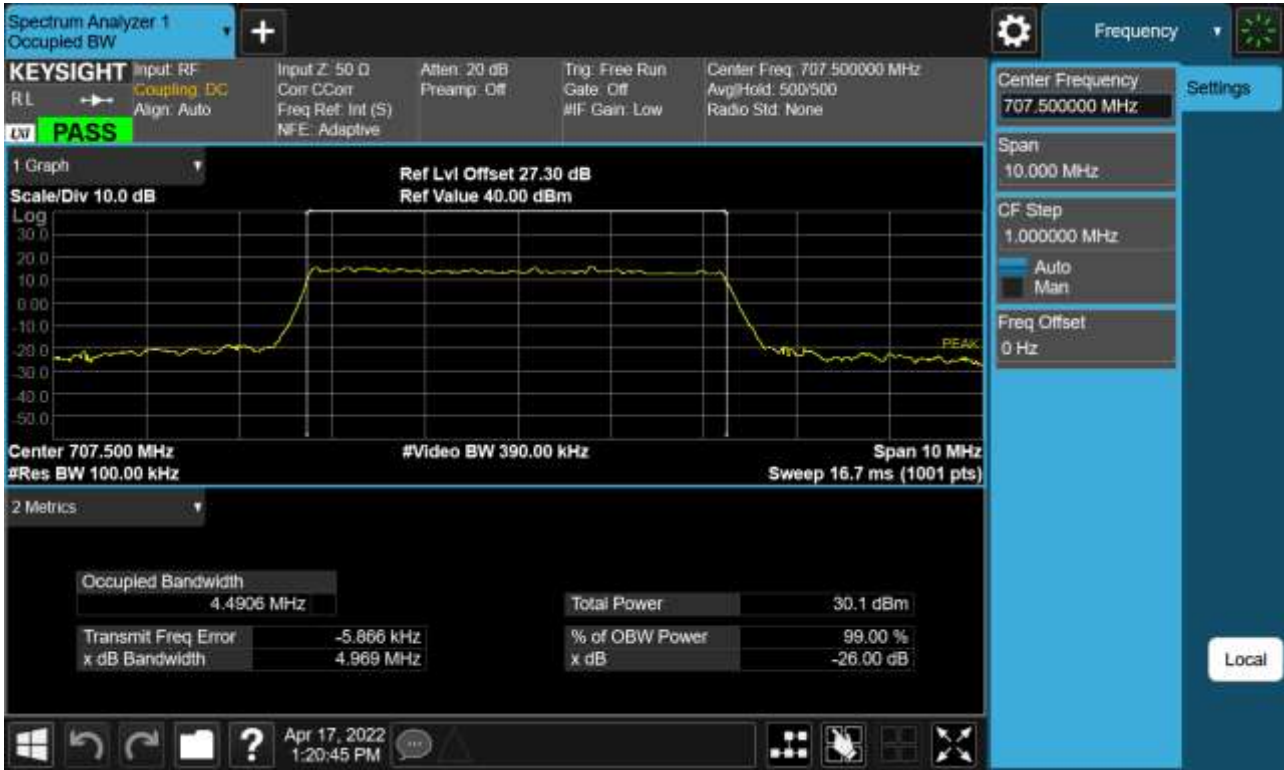 Spectrum Analyzer 1
Occupied BW
Frequency
KEYSIGHT
RL
LXI
PASS
Input: RF
Coupling: DC
Align: Auto
Input Z: 50 Ω
Corr CCorr
Freq Ref: Int (S)
NFE: Adaptive
Atten: 20 dB
Preamp: Off
Trig: Free Run
Gate: Off
#IF Gain: Low
Center Freq: 707.500000 MHz
Avg|Hold: 500/500
Radio Std: None
1 Graph
Scale/Div 10.0 dB
Ref Lvl Offset 27.30 dB
Ref Value 40.00 dBm
Log
30.0
20.0
10.0
0.00
-10.0
-20.0
-30.0
-40.0
-50.0
PEAK
Center 707.500 MHz
#Video BW 390.00 kHz
Span 10 MHz
#Res BW 100.00 kHz
Sweep 16.7 ms (1001 pts)
2 Metrics
Occupied Bandwidth
4.4906 MHz
Total Power 30.1 dBm
Transmit Freq Error -5.866 kHz
% of OBW Power 99.00 %
x dB Bandwidth 4.969 MHz
x dB -26.00 dB
Apr 17, 2022
1:20:45 PM
Center Frequency
707.500000 MHz
Settings
Span
10.000 MHz
CF Step
1.000000 MHz
Auto
Man
Freq Offset
0 Hz
Local